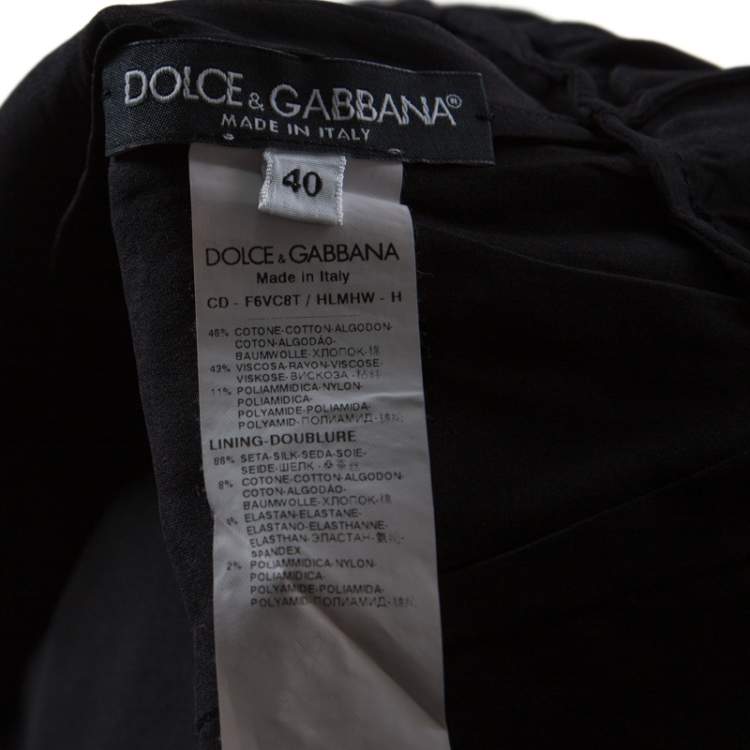 DOLCE & GABBANA®
MADE IN ITALY
40
DOLCE & GABBANA
Made in Italy
CD - F6VC8T / HLMHW - H
46% COTONE-COTTON-ALGODON-
COTON-ALGODÃO-
BAUMWOLLE-ХЛОПОК-棉
43% VISCOSA-RAYON-VISCOSE-
VISKOSE-ВИСКОЗА-
11% POLIAMMIDICA-NYLON-
POLIAMIDICA-
POLYAMIDE-POLIAMIDA-
POLYAMID-ПОЛИАМИД-
LINING-DOUBLURE
86% SETA-SILK-SEDA-SOIE-
SEIDE-ШЕЛК-
8% COTONE-COTTON-ALGODON-
COTON-ALGODÃO-
BAUMWOLLE-ХЛОПОК-棉
ELASTAN-ELASTANE-
ELASTANO-ELASTHANNE-
ELASTHAN-ЭЛАСТАН-
SPANDEX
2% POLIAMMIDICA-NYLON-
POLIAMIDICA-
POLYAMIDE-POLIAMIDA-
POLYAMID-ПОЛИАМИД-